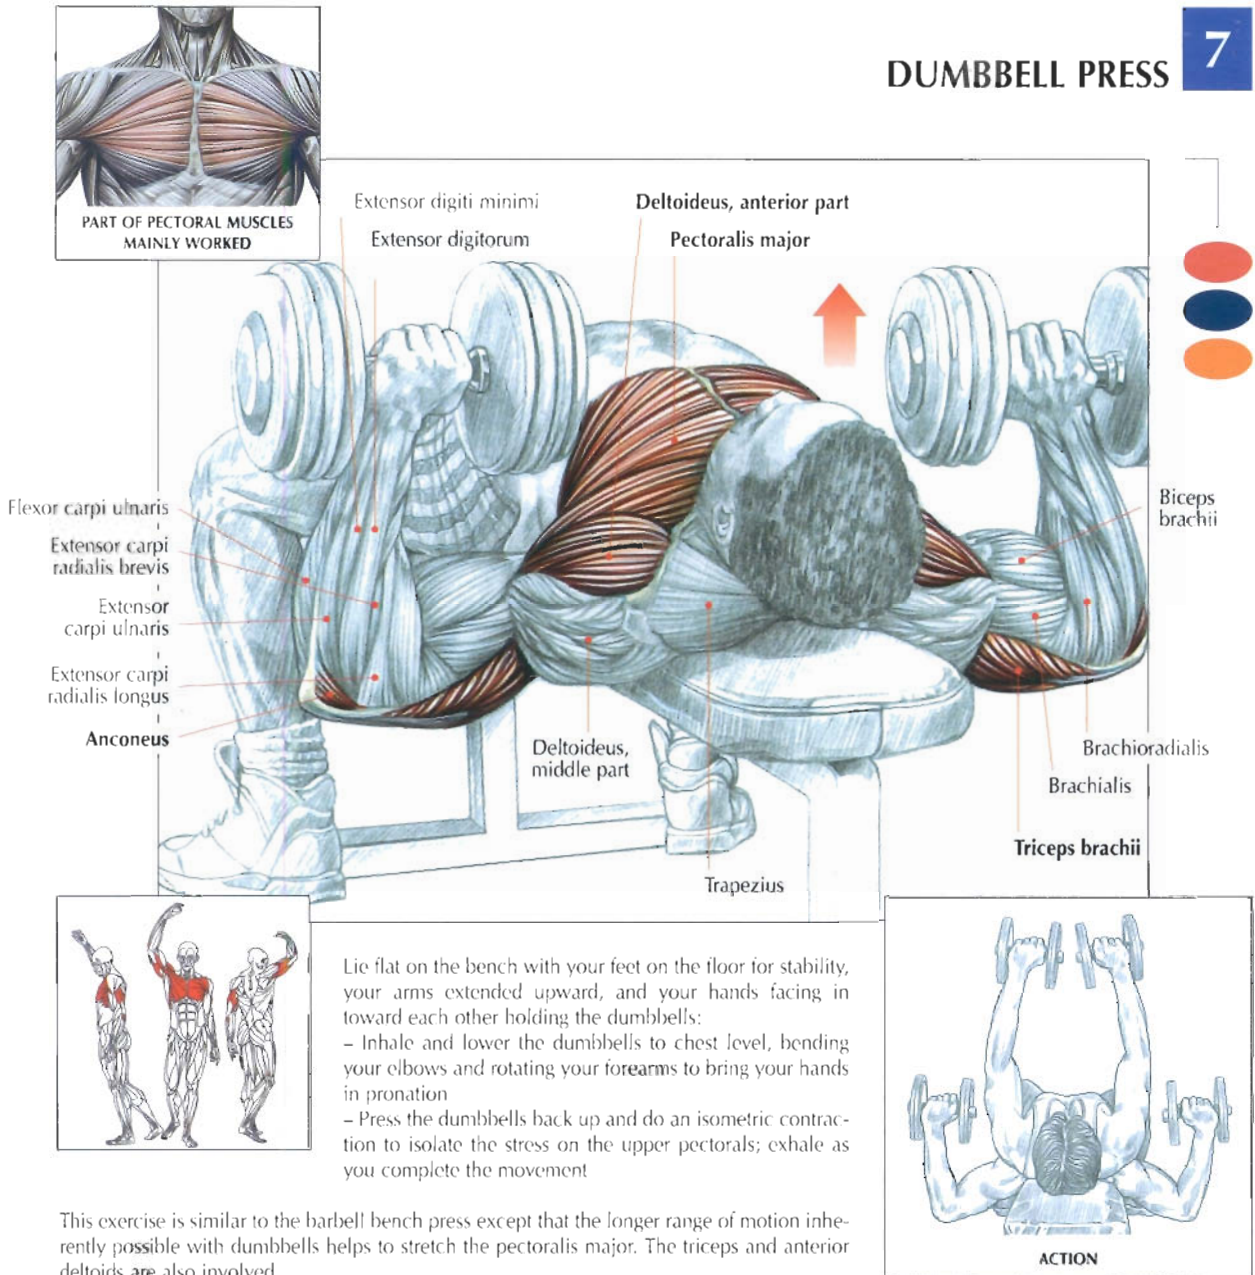 DUMBBELL PRESS
7
PART OF PECTORAL MUSCLES
MAINLY WORKED
Extensor digiti minimi
Extensor digitorum
Deltoideus, anterior part
Pectoralis major
Flexor carpi ulnaris
Extensor carpi
radialis brevis
Extensor
carpi ulnaris
Extensor carpi
radialis longus
Anconeus
Biceps
brachii
Deltoideus,
middle part
Brachioradialis
Brachialis
Triceps brachii
Trapezius
Lie flat on the bench with your feet on the floor for stability,
your arms extended upward, and your hands facing in
toward each other holding the dumbbells:
– Inhale and lower the dumbbells to chest level, bending
your elbows and rotating your forearms to bring your hands
in pronation
– Press the dumbbells back up and do an isometric contrac-
tion to isolate the stress on the upper pectorals; exhale as
you complete the movement
This exercise is similar to the barbell bench press except that the longer range of motion inhe-
rently possible with dumbbells helps to stretch the pectoralis major. The triceps and anterior
deltoids are also involved
ACTION